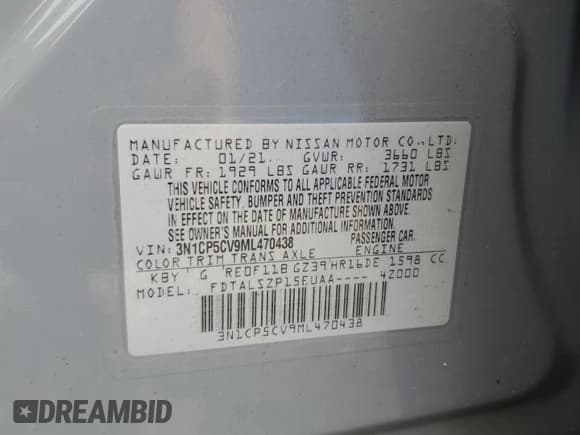 MANUFACTURED BY NISSAN MOTOR CO.,LTD.
DATE: 01/21 GVWR: 3660 LBS
GAWR FR: 1929 LBS GAWR RR: 1731 LBS
THIS VEHICLE CONFORMS TO ALL APPLICABLE FEDERAL MOTOR
VEHICLE SAFETY, BUMPER AND THEFT PREVENTION STANDARDS
IN EFFECT ON THE DATE OF MANUFACTURE SHOWN ABOVE.
SEE OWNER'S MANUAL FOR ADDITIONAL INFORMATION
VIN: 3N1CP5CV9ML470438 PASSENGER CAR.
COLOR TRIM TRANS AXLE ENGINE
KBY G RE0F11B GZ39 HR16DE 1598 CC
MODEL: FDTALSZP15EUAA---- 4Z000
3N1CP5CV9ML470438
DREAMBID